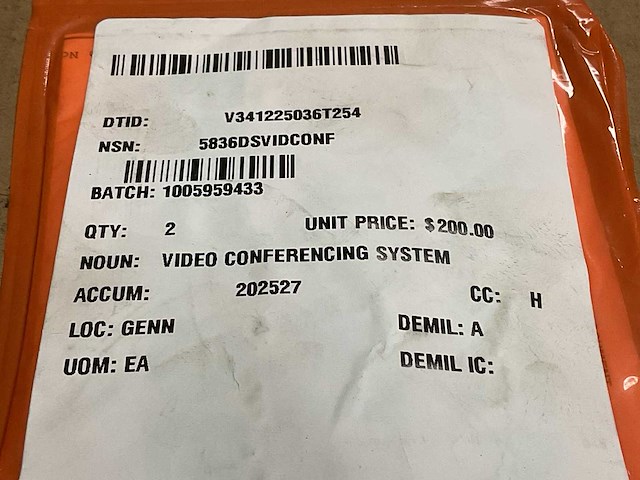 DTID: V341225036T254
NSN: 5836DSVIDCONF
BATCH: 1005959433
QTY: 2 UNIT PRICE: $200.00
NOUN: VIDEO CONFERENCING SYSTEM
ACCUM: 202527 CC: H
LOC: GENN DEMIL: A
UOM: EA DEMIL IC: